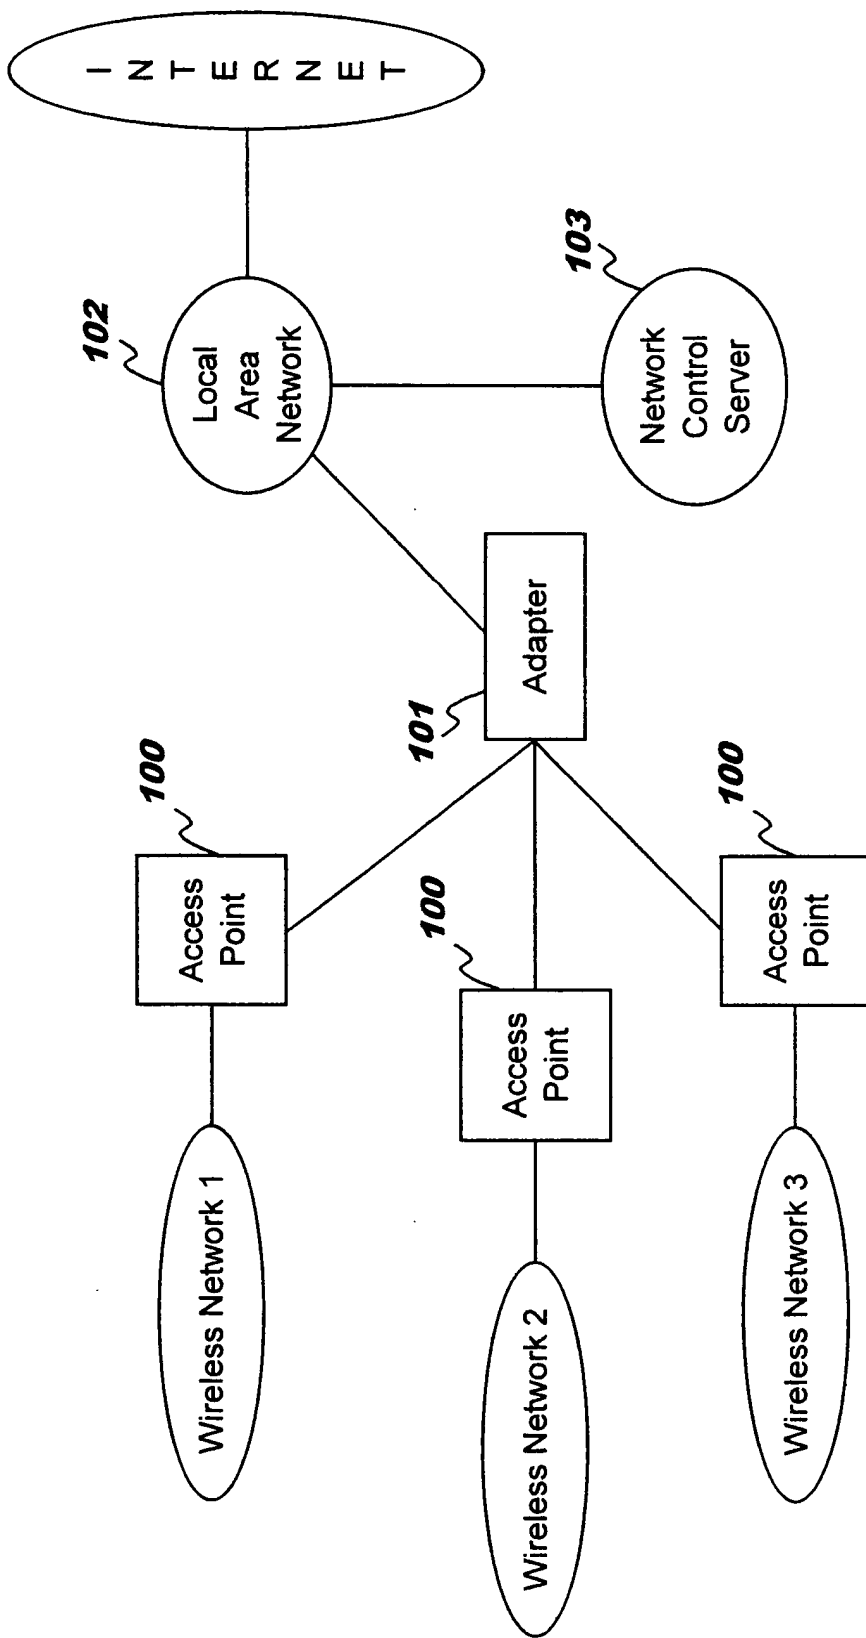 INTERNET
102
Local
Area
Network
103
Network
Control
Server
101
Adapter
100
Access
Point
100
Access
Point
100
Access
Point
Wireless Network 1
Wireless Network 2
Wireless Network 3